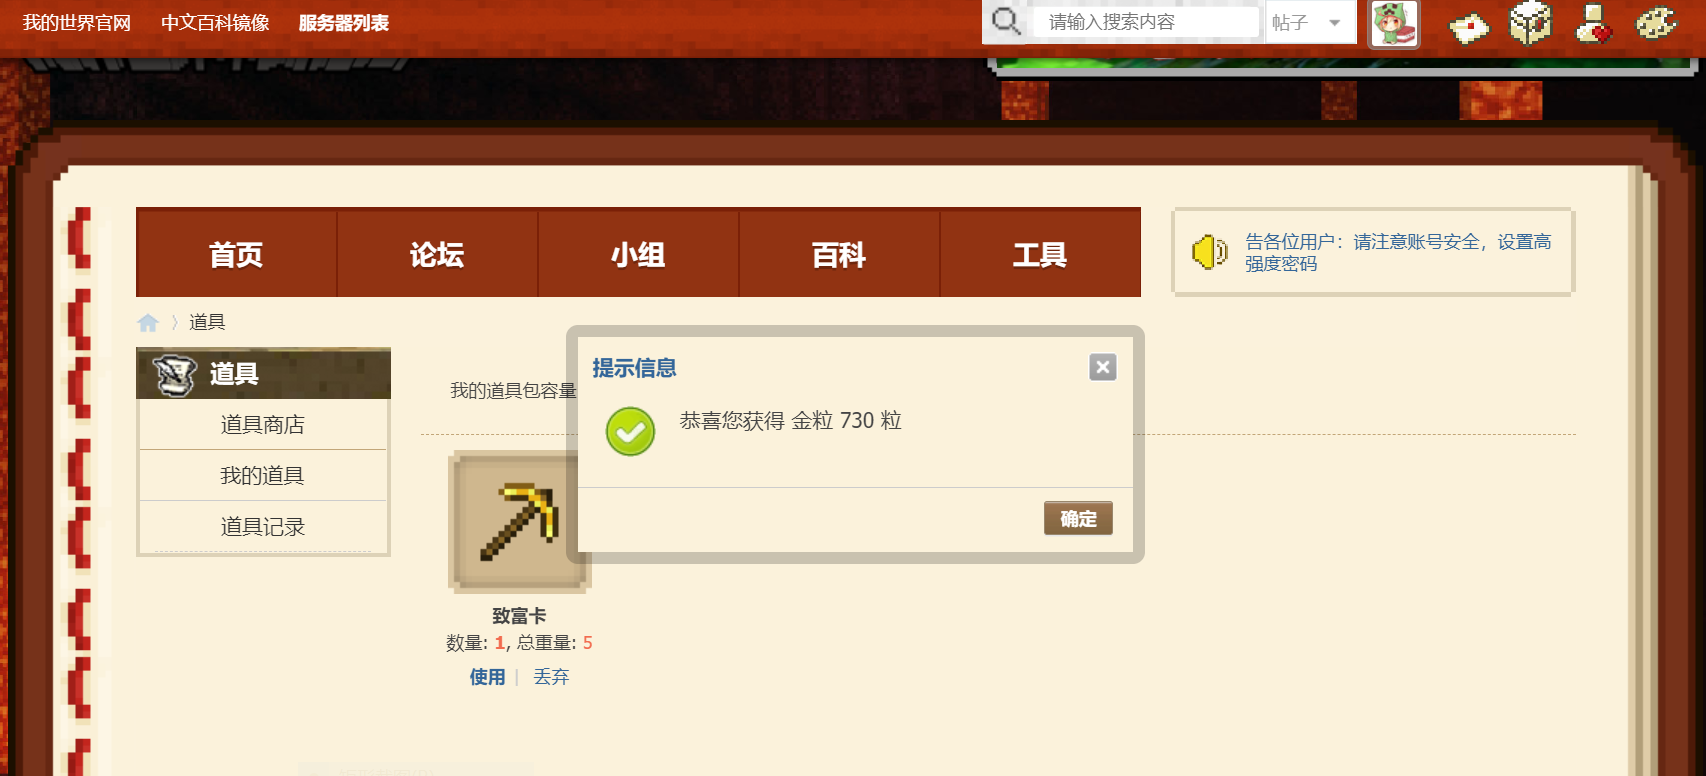 我的世界官网 中文百科镜像 服务器列表 请输入搜索内容 帖子
首页 论坛 小组 百科 工具
告各位用户：请注意账号安全，设置高
强度密码
道具
道具
道具商店
我的道具
道具记录
我的道具包容量
提示信息
恭喜您获得 金粒 730 粒
确定
致富卡
数量: 1, 总重量: 5
使用 | 丢弃